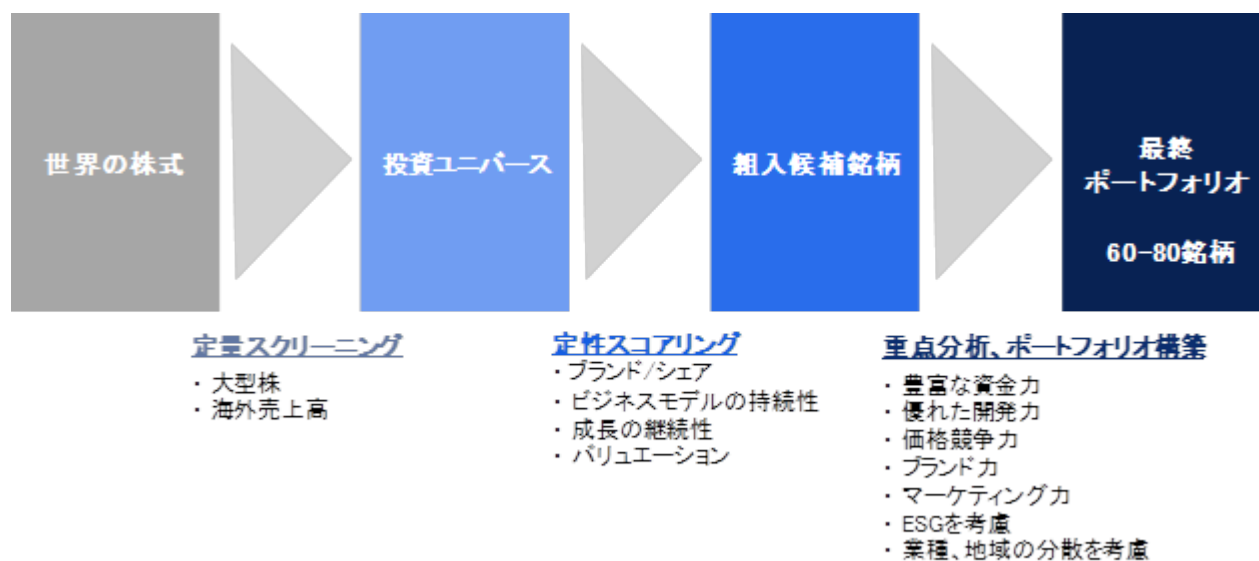 世界の株式
投資ユニバース
組入候補銘柄
最終
ポートフォリオ
60-80銘柄
定量スクリーニング
・ 大型株
・ 海外売上高
定性スコアリング
・ ブランド/シェア
・ ビジネスモデルの持続性
・ 成長の継続性
・ バリュエーション
重点分析、ポートフォリオ構築
・ 豊富な資金力
・ 優れた開発力
・ 価格競争力
・ ブランド力
・ マーケティング力
・ ESGを考慮
・ 業種、地域の分散を考慮